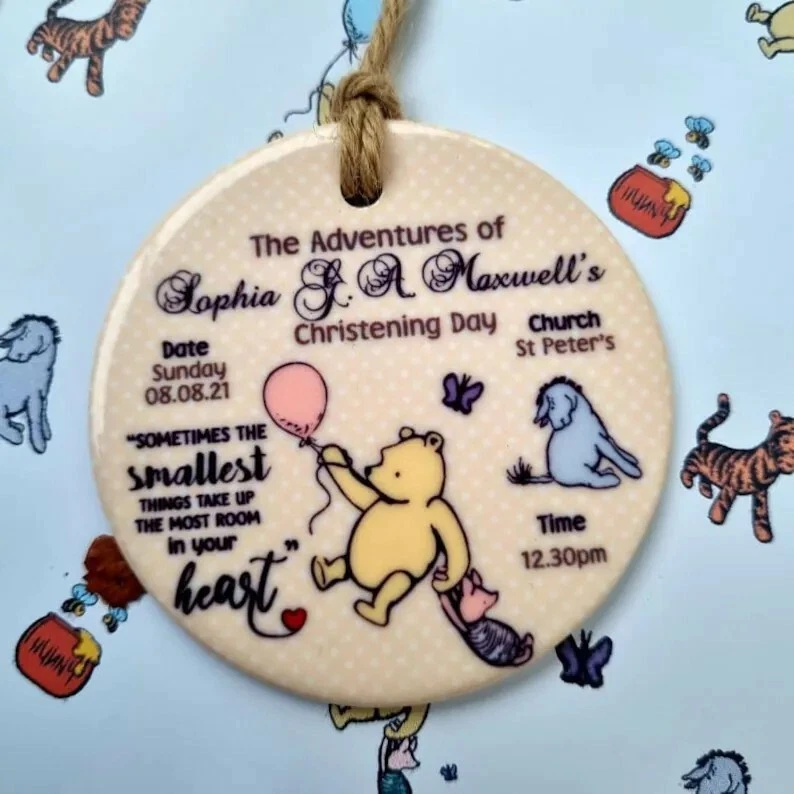 The Adventures of
Sophia G. A. Maxwell's
Christening Day
Date
Sunday
08.08.21
Church
St Peter's
"SOMETIMES THE
smallest
THINGS TAKE UP
THE MOST ROOM
in your
heart"
Time
12.30pm